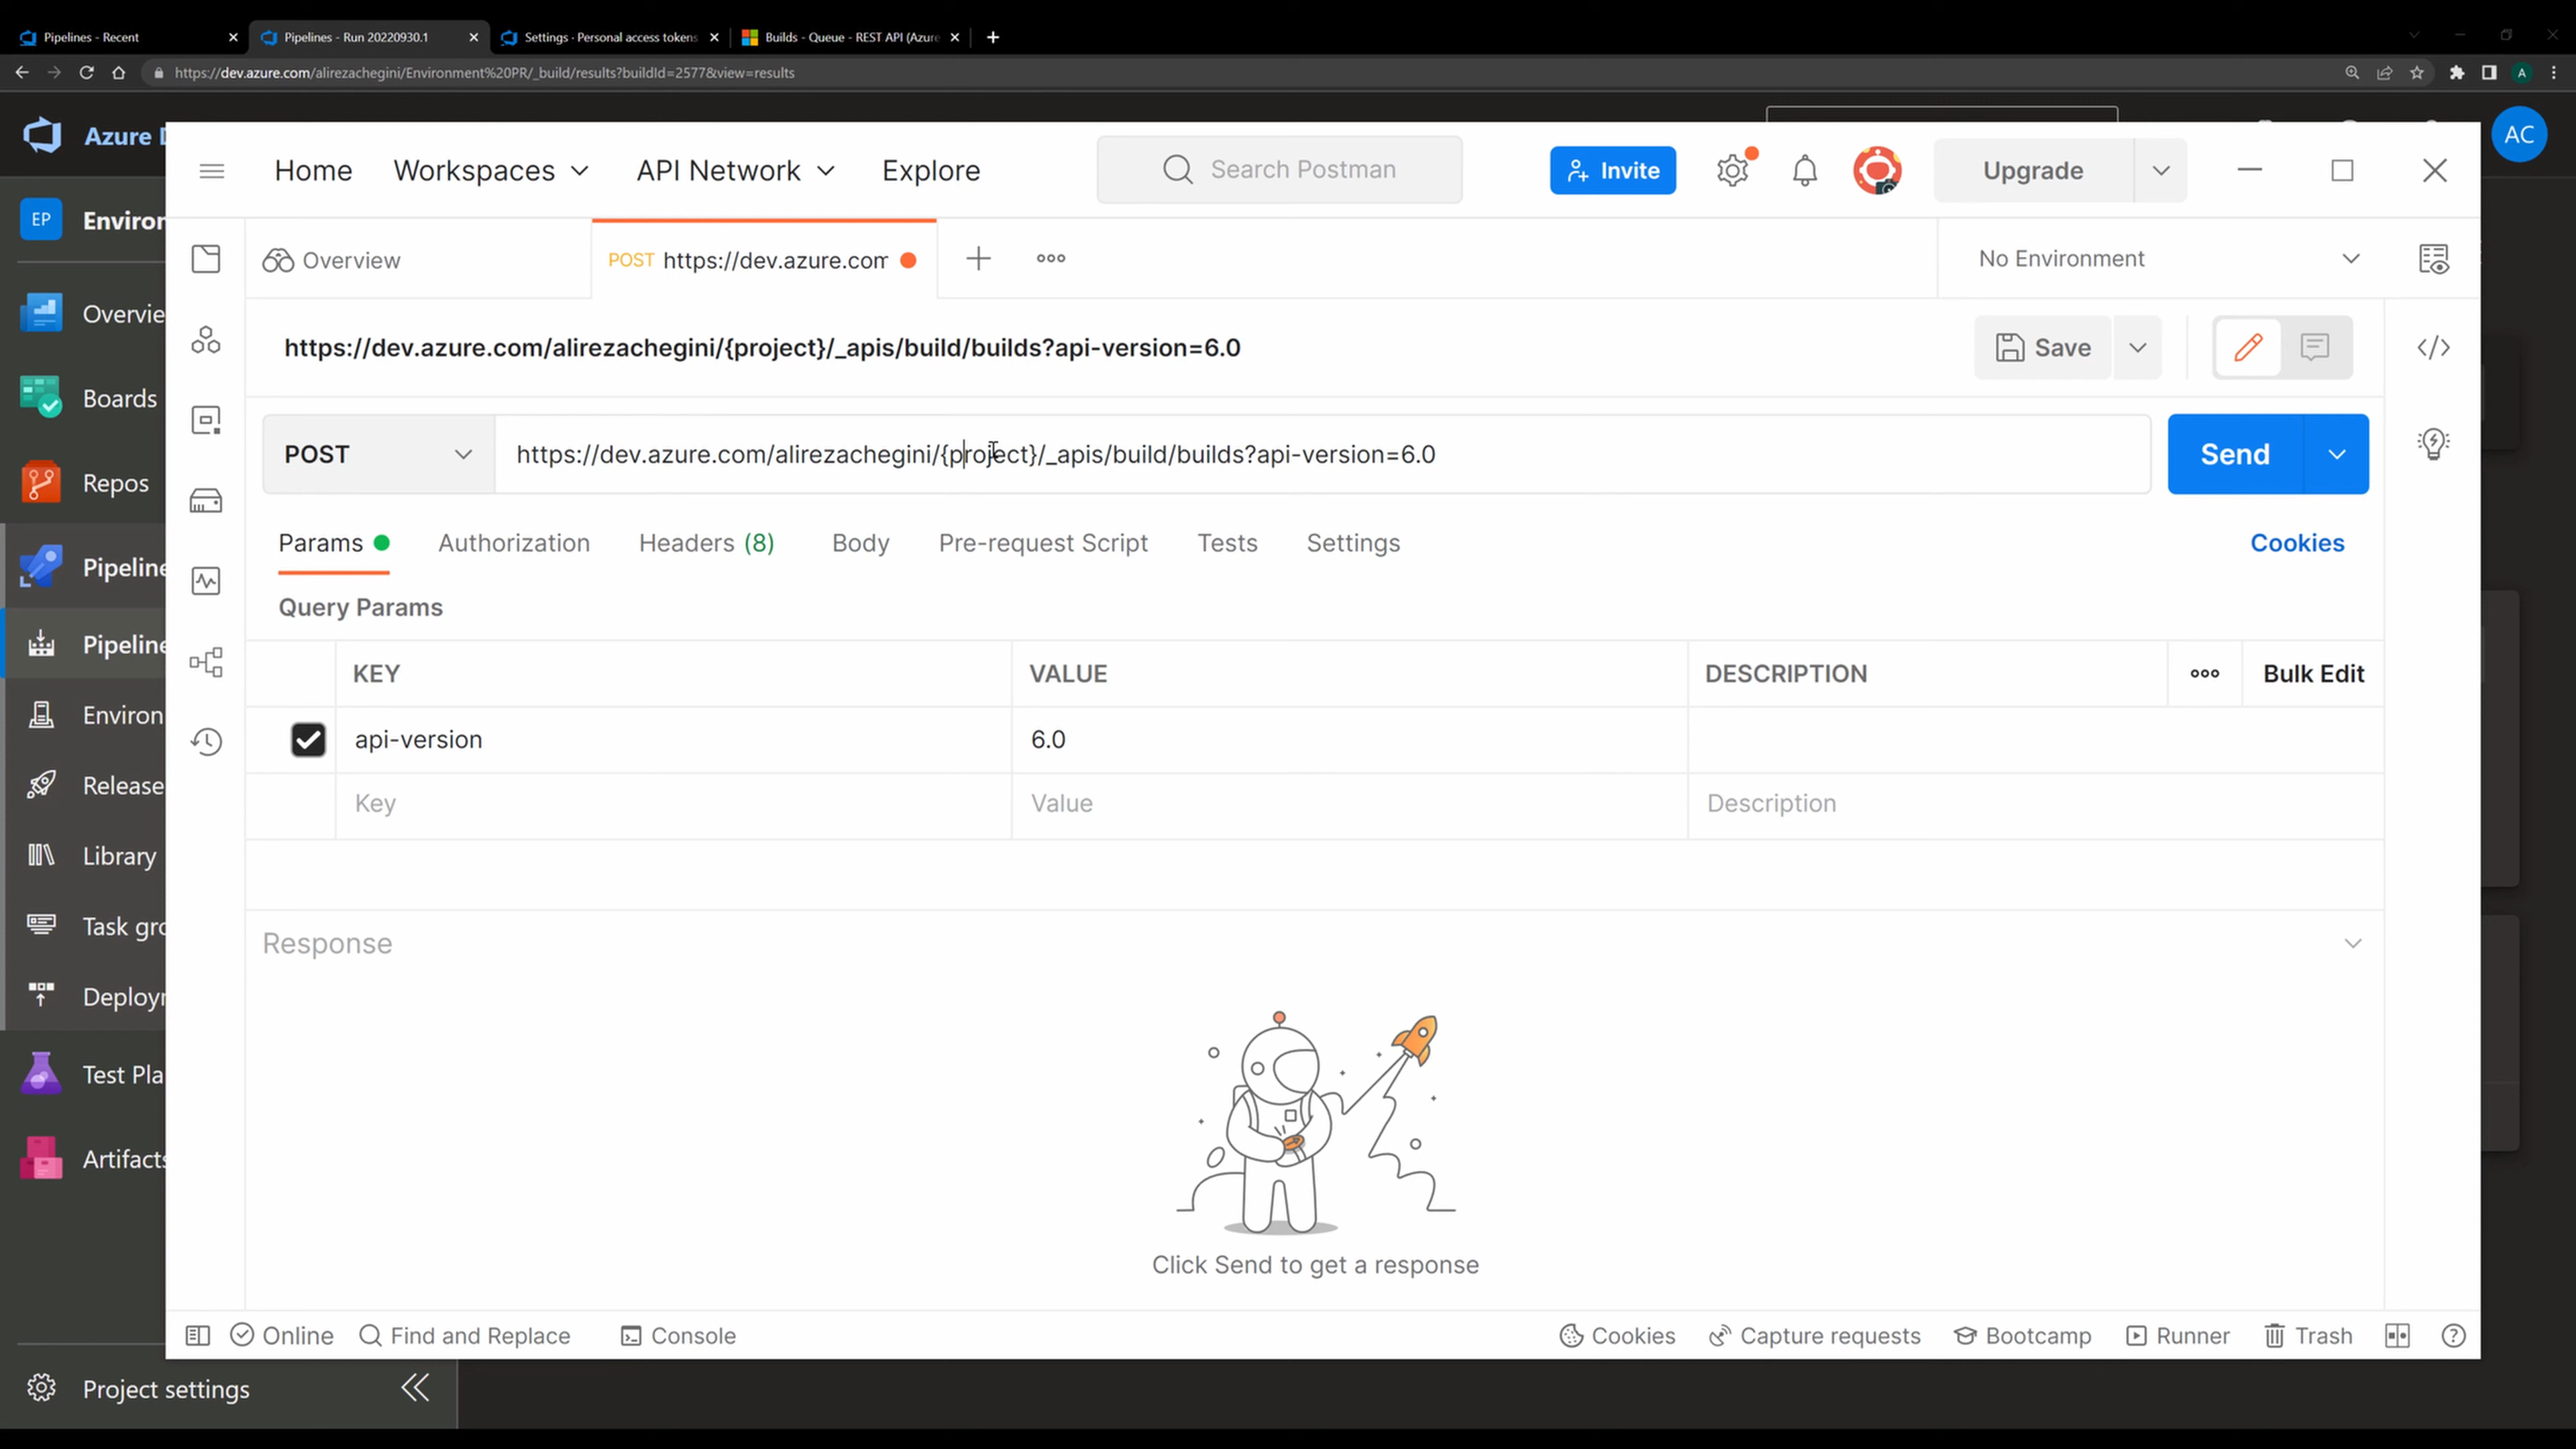 Pipelines - Recent
Pipelines - Run 20220930.1
Settings · Personal access tokens
Builds - Queue - REST API (Azure
https://dev.azure.com/alirezachegini/Environment%20PR/_build/results?buildId=2577&view=results
A
Azure D
AC
Home
Workspaces
API Network
Explore
Search Postman
Invite
Upgrade
EP
Environ
Overview
POST https://dev.azure.com
No Environment
Overvie
https://dev.azure.com/alirezachegini/{project}/_apis/build/builds?api-version=6.0
Save
Boards
POST
https://dev.azure.com/alirezachegini/{project}/_apis/build/builds?api-version=6.0
Send
Repos
Params
Authorization
Headers (8)
Body
Pre-request Script
Tests
Settings
Cookies
Pipeline
Query Params
Pipeline
KEY
VALUE
DESCRIPTION
Bulk Edit
Environ
api-version
6.0
Release
Key
Value
Description
Library
Task gro
Response
Deployr
Test Pla
Artifacts
Click Send to get a response
Online
Find and Replace
Console
Cookies
Capture requests
Bootcamp
Runner
Trash
Project settings